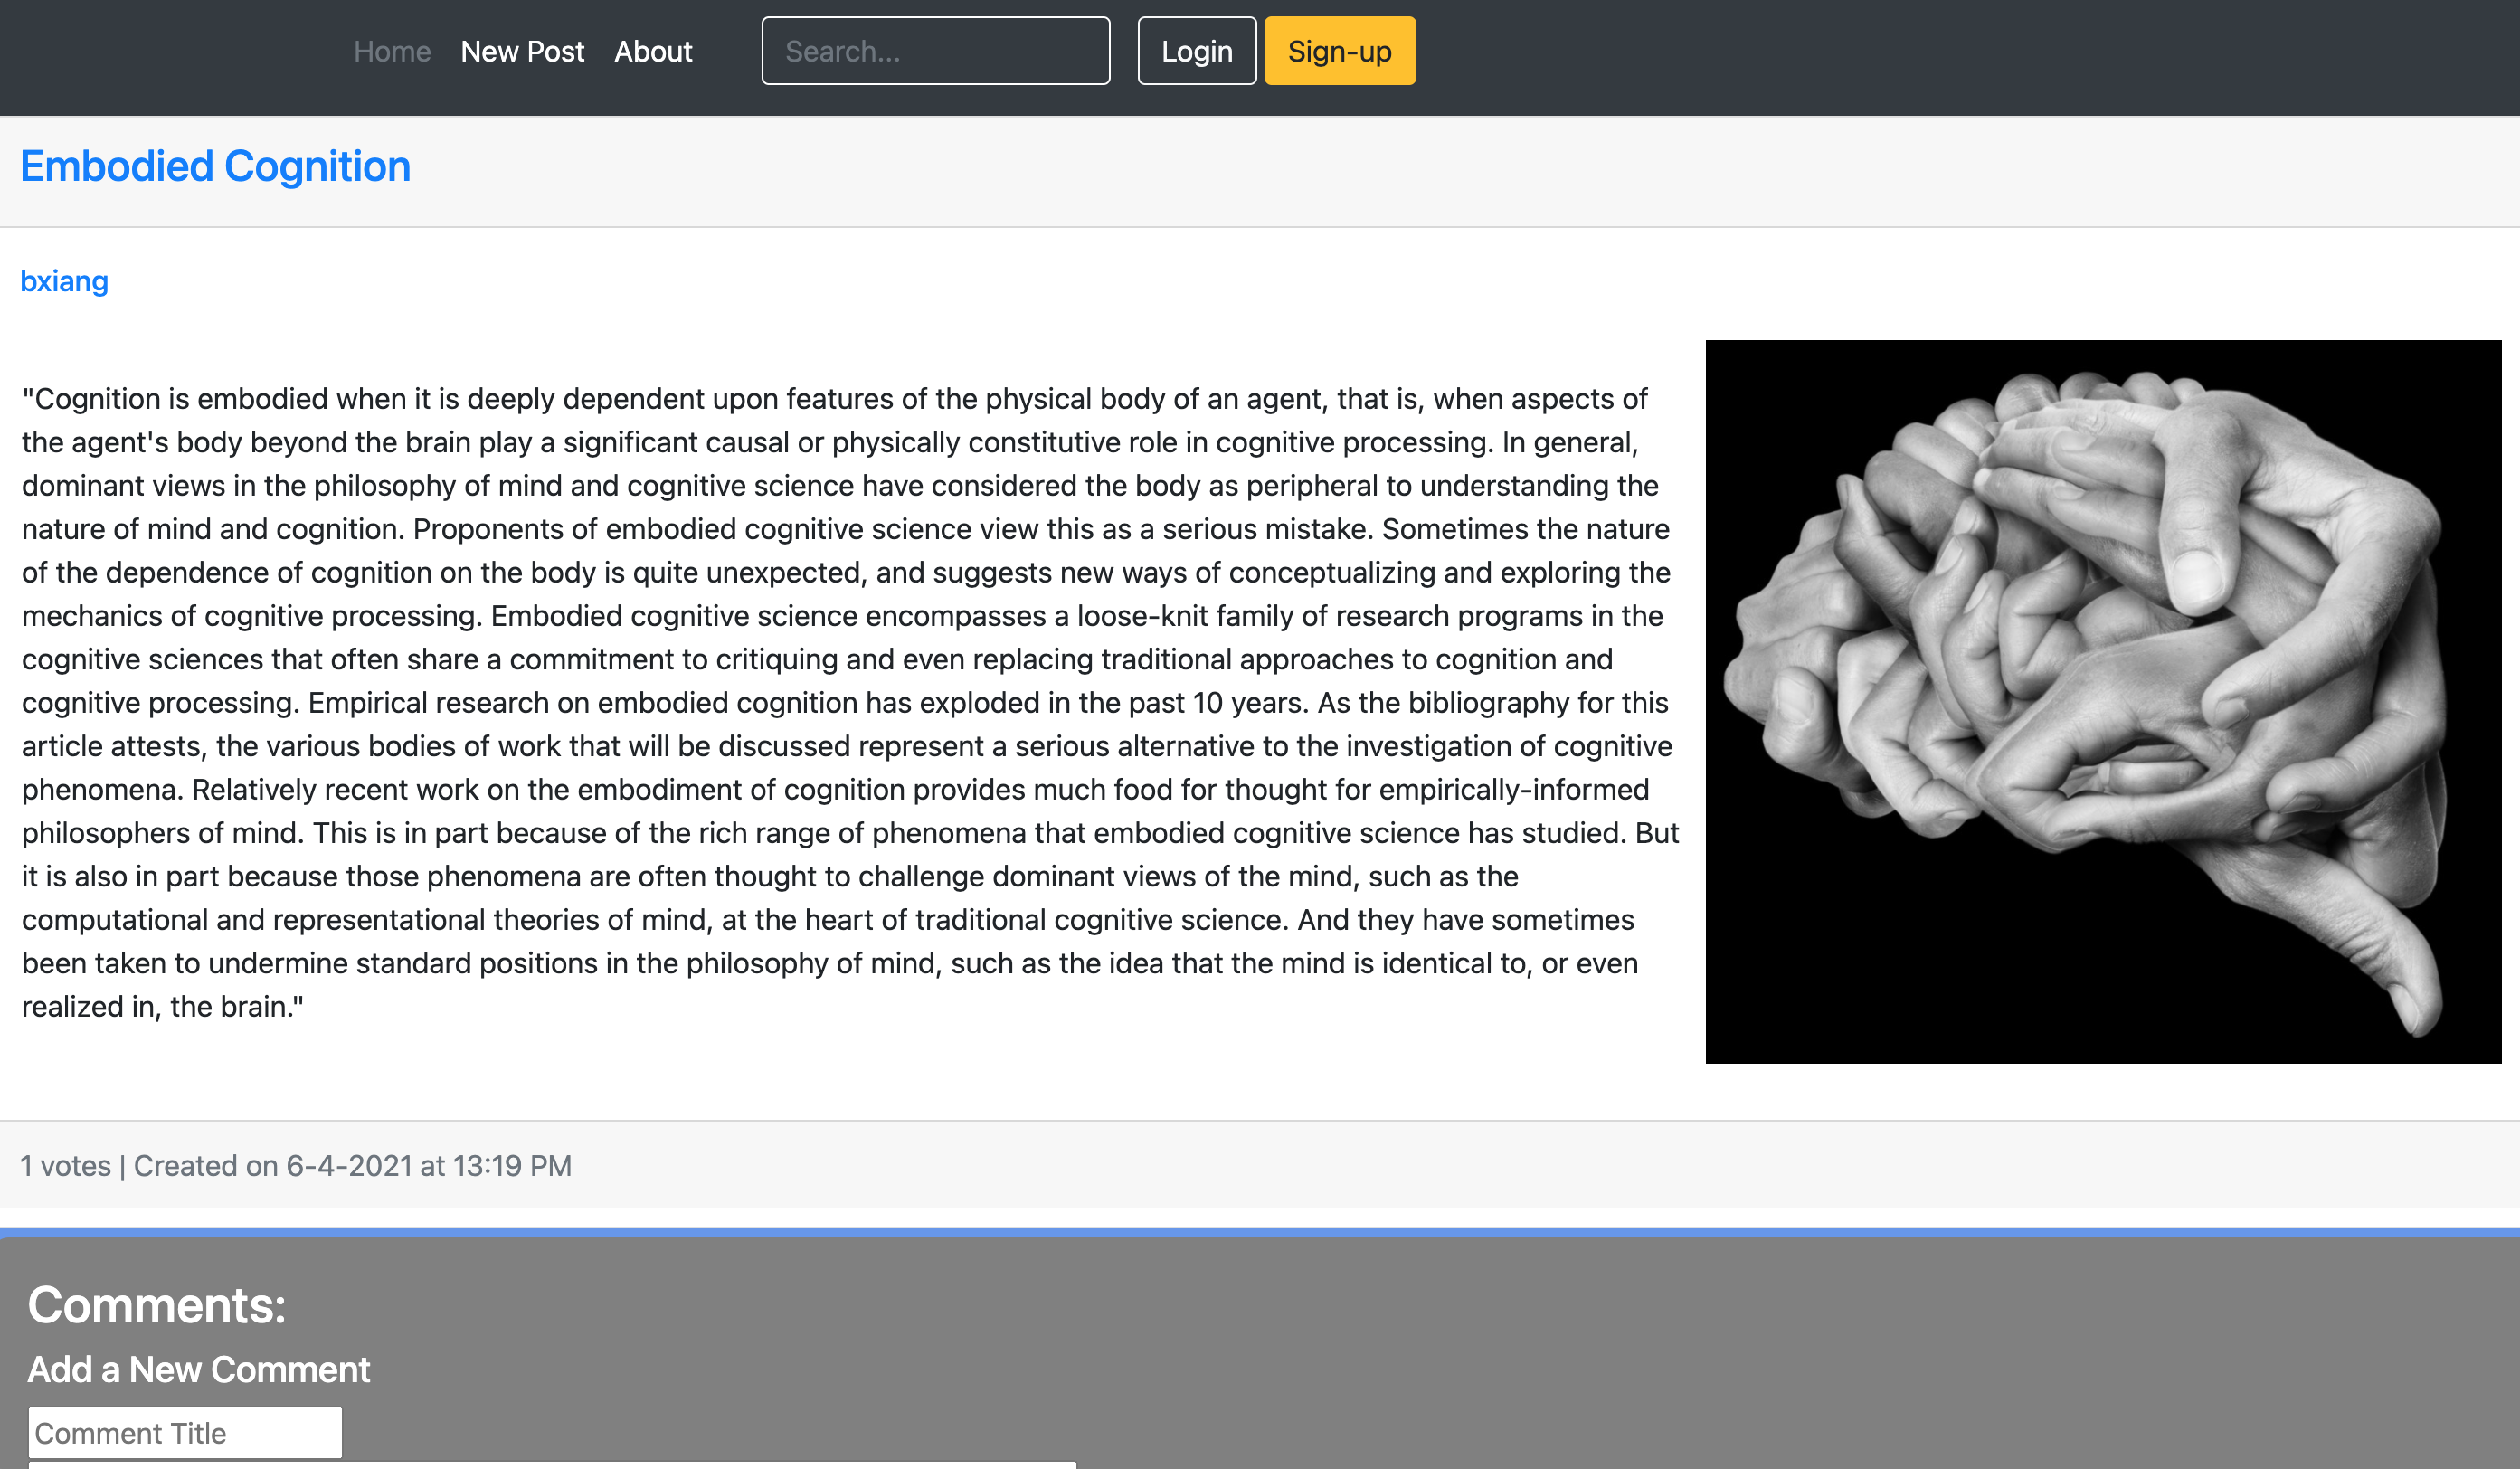 Home New Post About Search... Login Sign-up
Embodied Cognition
bxiang
"Cognition is embodied when it is deeply dependent upon features of the physical body of an agent, that is, when aspects of
the agent's body beyond the brain play a significant causal or physically constitutive role in cognitive processing. In general,
dominant views in the philosophy of mind and cognitive science have considered the body as peripheral to understanding the
nature of mind and cognition. Proponents of embodied cognitive science view this as a serious mistake. Sometimes the nature
of the dependence of cognition on the body is quite unexpected, and suggests new ways of conceptualizing and exploring the
mechanics of cognitive processing. Embodied cognitive science encompasses a loose-knit family of research programs in the
cognitive sciences that often share a commitment to critiquing and even replacing traditional approaches to cognition and
cognitive processing. Empirical research on embodied cognition has exploded in the past 10 years. As the bibliography for this
article attests, the various bodies of work that will be discussed represent a serious alternative to the investigation of cognitive
phenomena. Relatively recent work on the embodiment of cognition provides much food for thought for empirically-informed
philosophers of mind. This is in part because of the rich range of phenomena that embodied cognitive science has studied. But
it is also in part because those phenomena are often thought to challenge dominant views of the mind, such as the
computational and representational theories of mind, at the heart of traditional cognitive science. And they have sometimes
been taken to undermine standard positions in the philosophy of mind, such as the idea that the mind is identical to, or even
realized in, the brain."
1 votes | Created on 6-4-2021 at 13:19 PM
Comments:
Add a New Comment
Comment Title